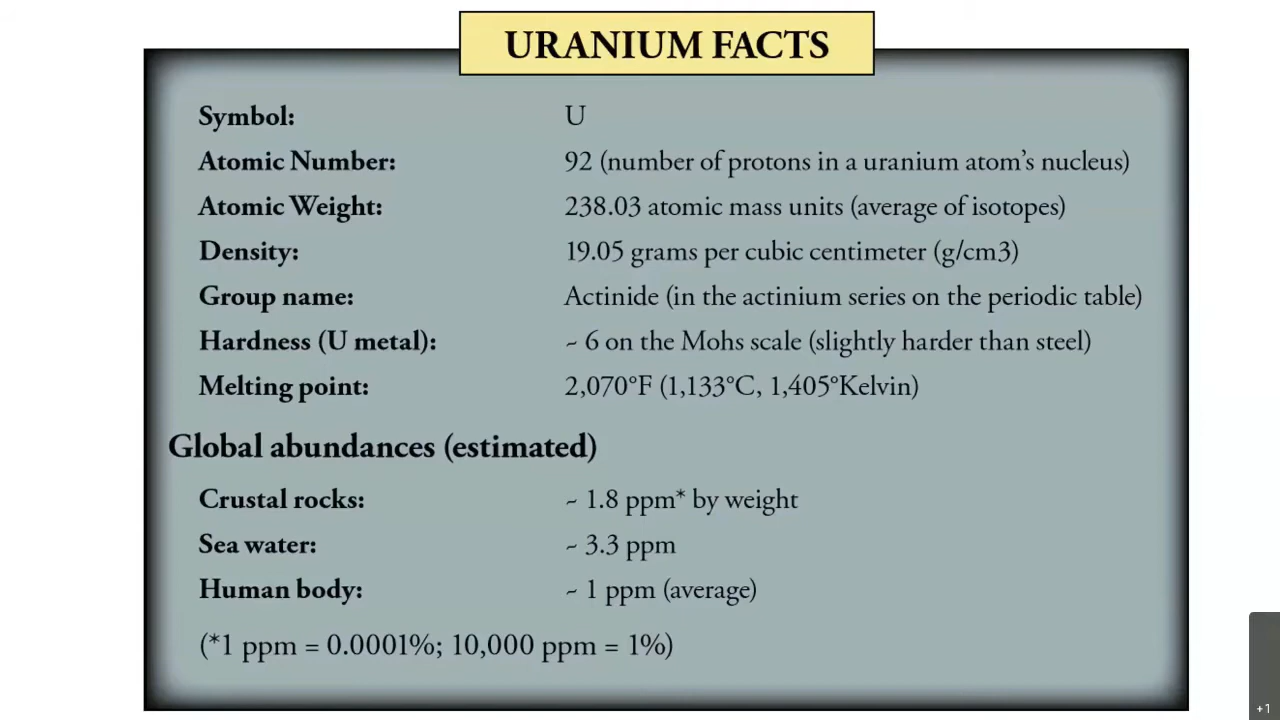 URANIUM FACTS
Symbol: U
Atomic Number: 92 (number of protons in a uranium atom’s nucleus)
Atomic Weight: 238.03 atomic mass units (average of isotopes)
Density: 19.05 grams per cubic centimeter (g/cm3)
Group name: Actinide (in the actinium series on the periodic table)
Hardness (U metal): ~ 6 on the Mohs scale (slightly harder than steel)
Melting point: 2,070°F (1,133°C, 1,405°Kelvin)
Global abundances (estimated)
Crustal rocks: ~ 1.8 ppm* by weight
Sea water: ~ 3.3 ppm
Human body: ~ 1 ppm (average)
(*1 ppm = 0.0001%; 10,000 ppm = 1%)
+1